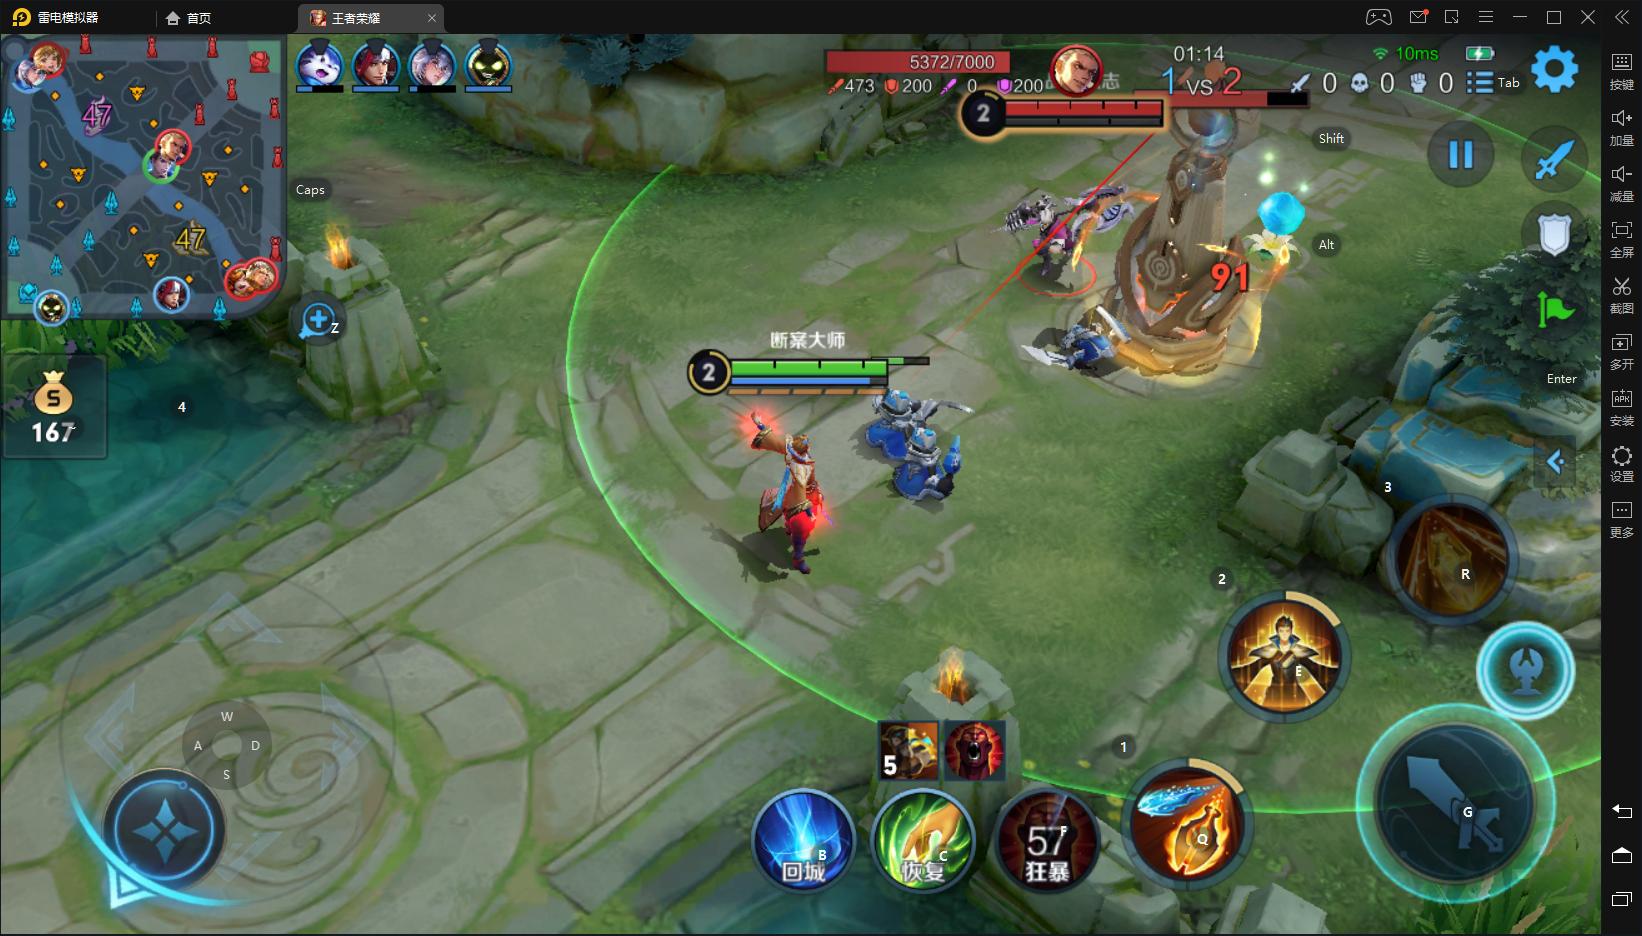 雷电模拟器
首页
王者荣耀
5372/7000
473
200
0
200
01:14
1 VS 2
10ms
0
0
0
Tab
按键
加量
减量
全屏
截图
多开
安装
设置
更多
47
47
Caps
Shift
Alt
Enter
Z
167
4
2
91
断案大师
2
3
R
2
E
1
W
A
D
S
5
B
回城
C
恢复
57
F
狂暴
Q
G
APK